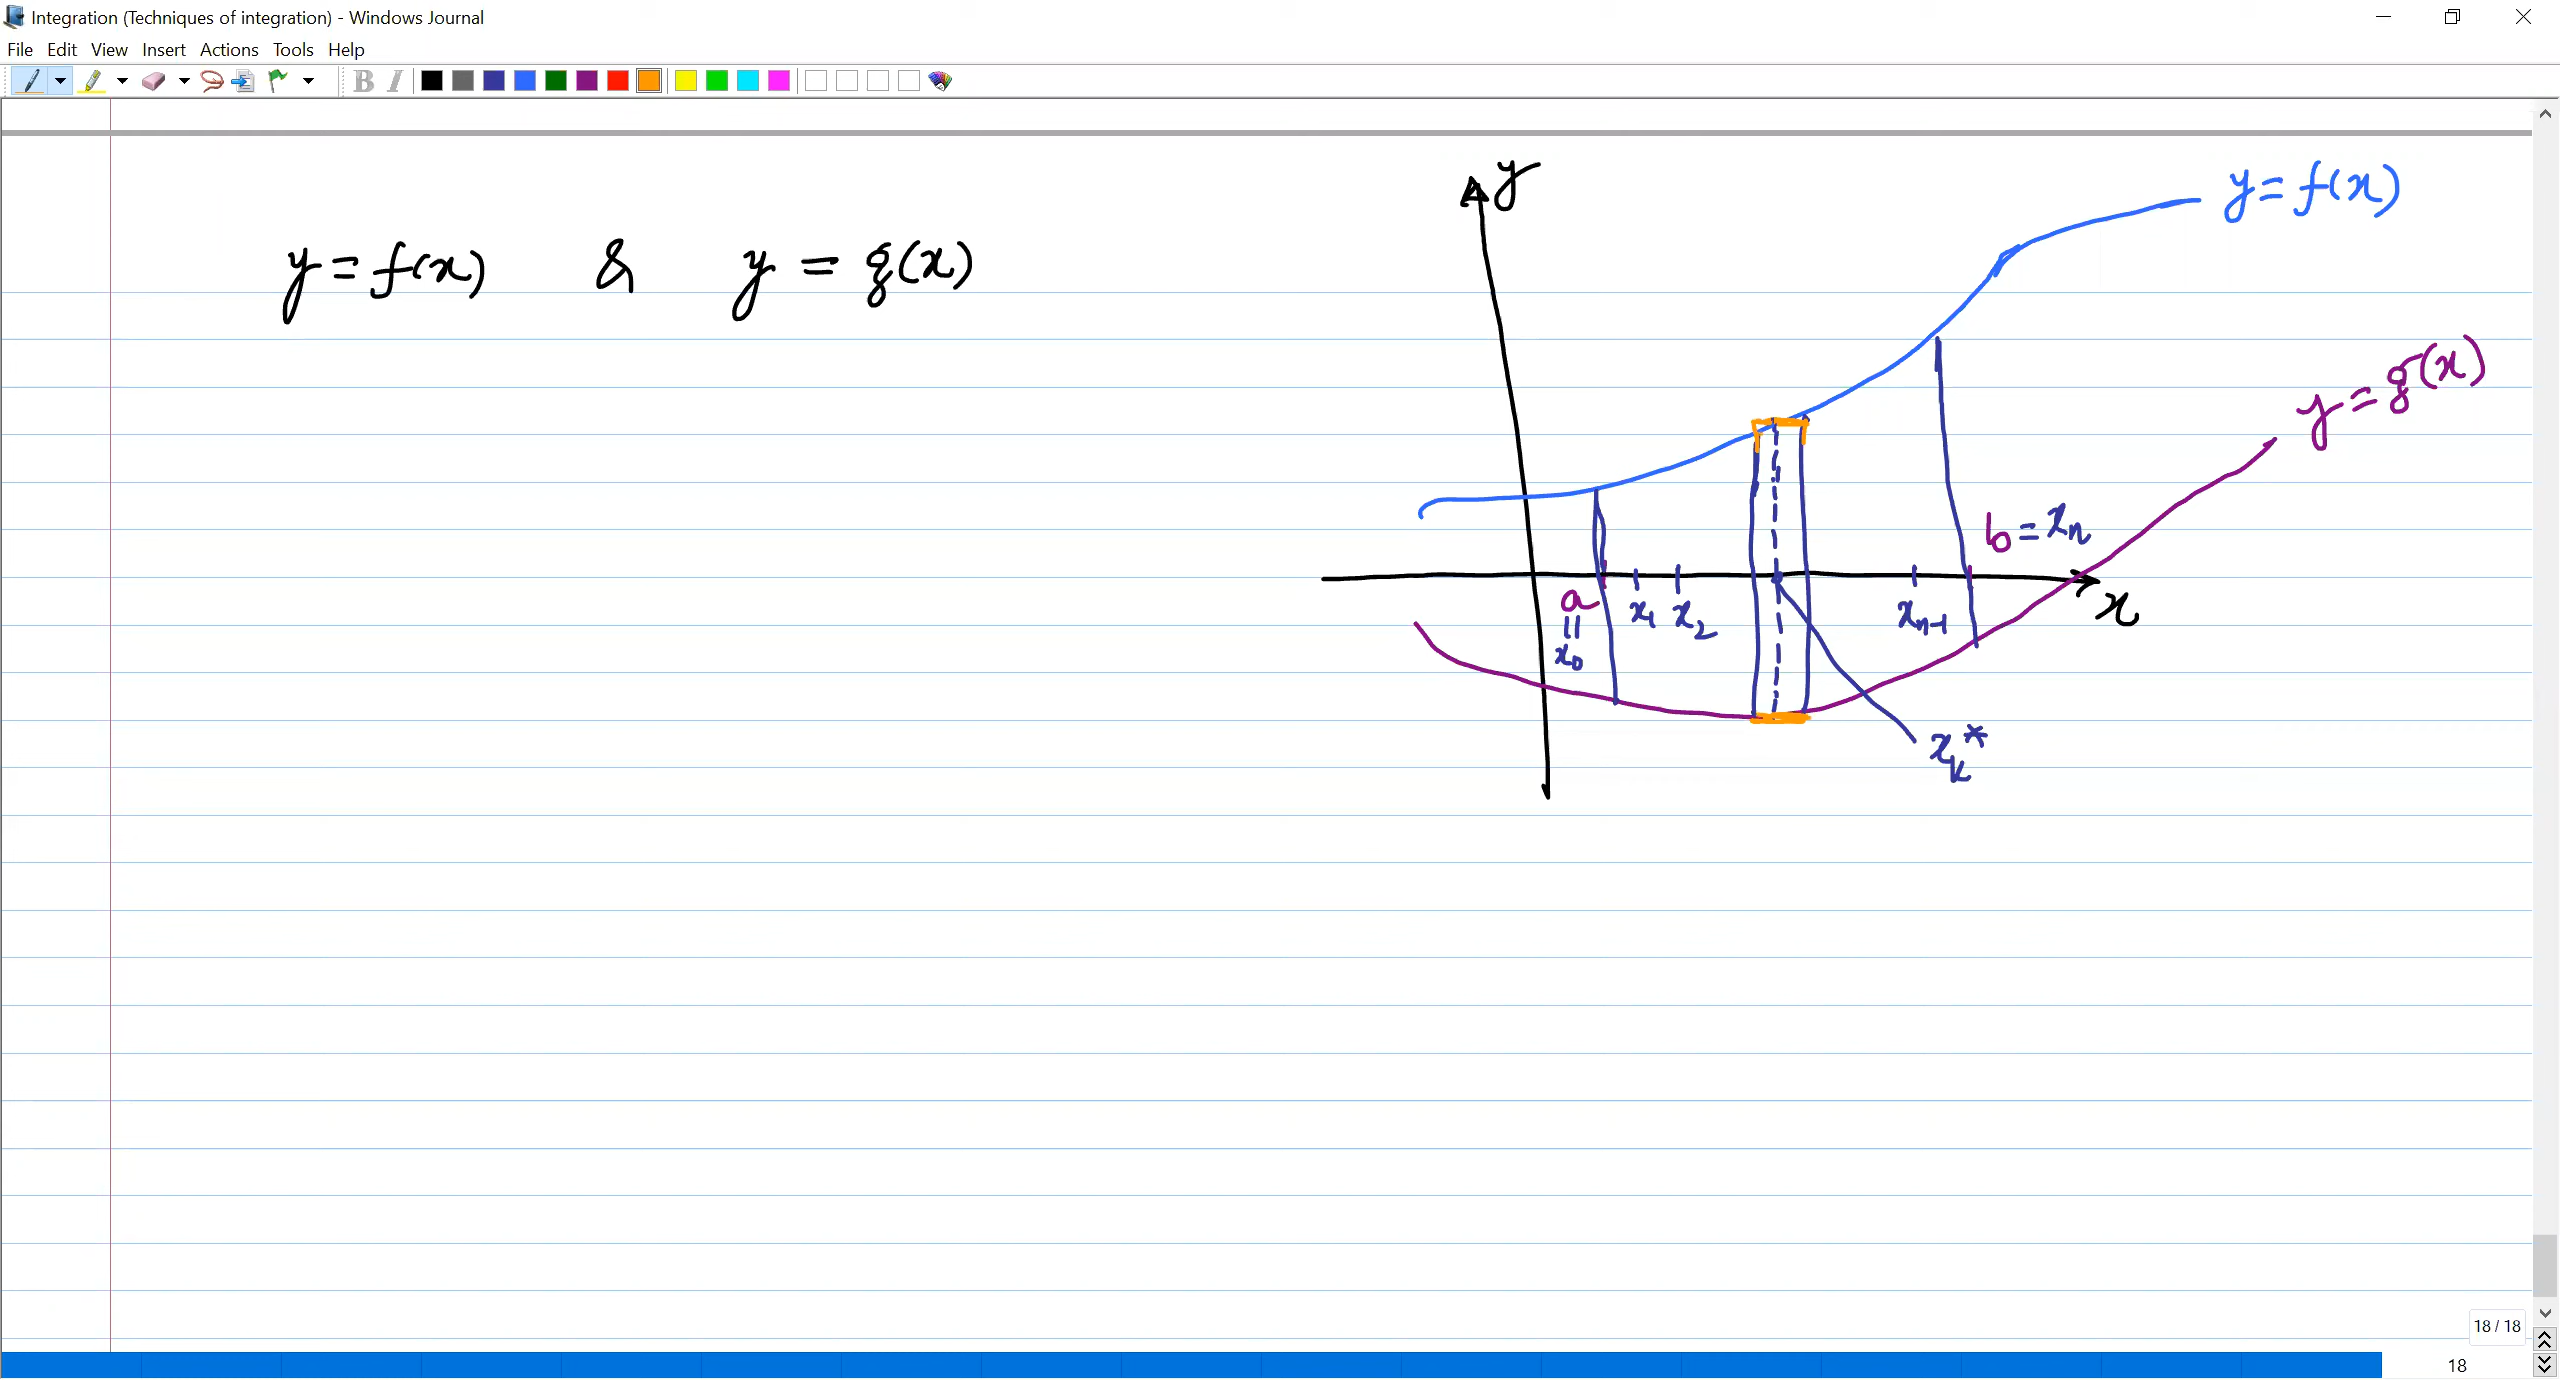 Integration (Techniques of integration) - Windows Journal
File Edit View Insert Actions Tools Help
B I
y
y = f(x)
y = f(x) & y = g(x)
y = g(x)
b = xₙ
a
||
x₀
x₁ x₂
xₙ₋₁
x
xₖ*
18 / 18
18